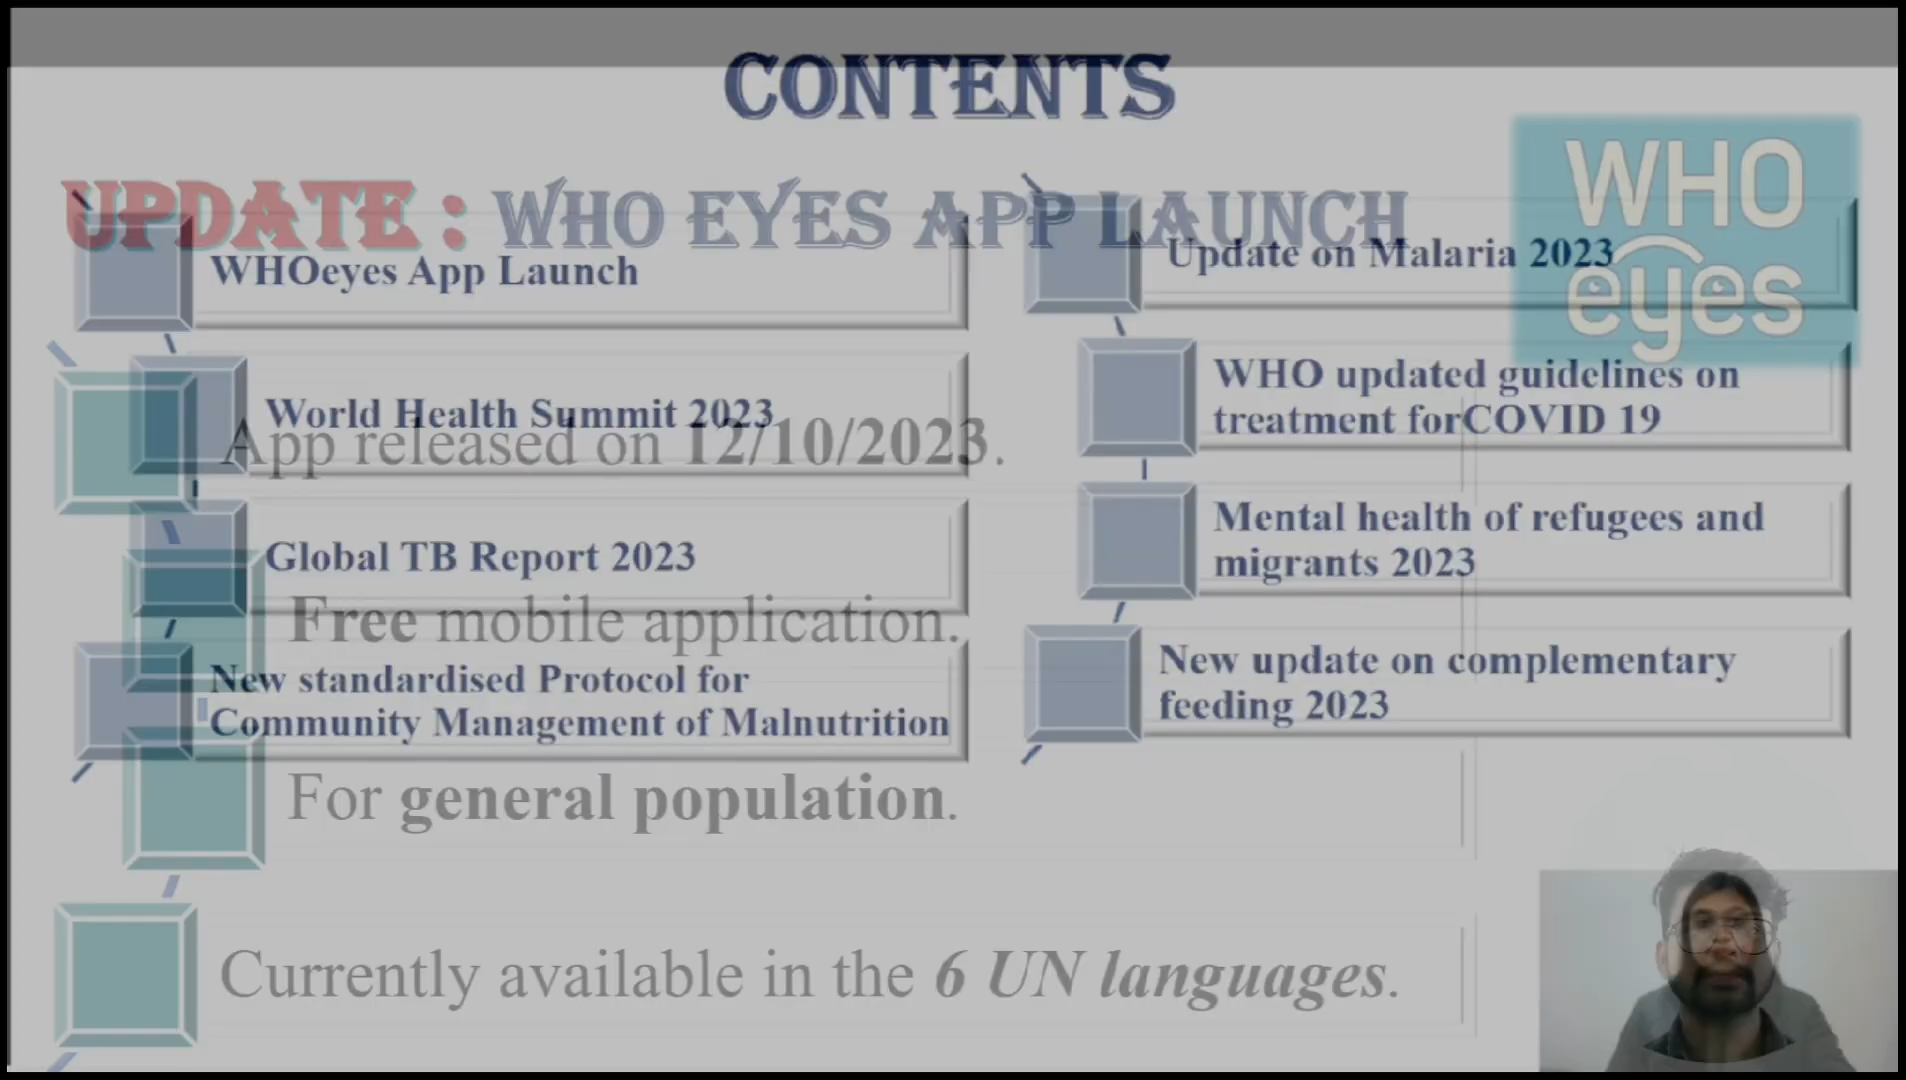 CONTENTS
WHOeyes App Launch
World Health Summit 2023
Global TB Report 2023
New standardised Protocol for
Community Management of Malnutrition
Update on Malaria 2023
WHO updated guidelines on
treatment forCOVID 19
Mental health of refugees and
migrants 2023
New update on complementary
feeding 2023
UPDATE : WHO EYES APP LAUNCH
WHO
eyes
App released on 12/10/2023.
Free mobile application.
For general population.
Currently available in the 6 UN languages.